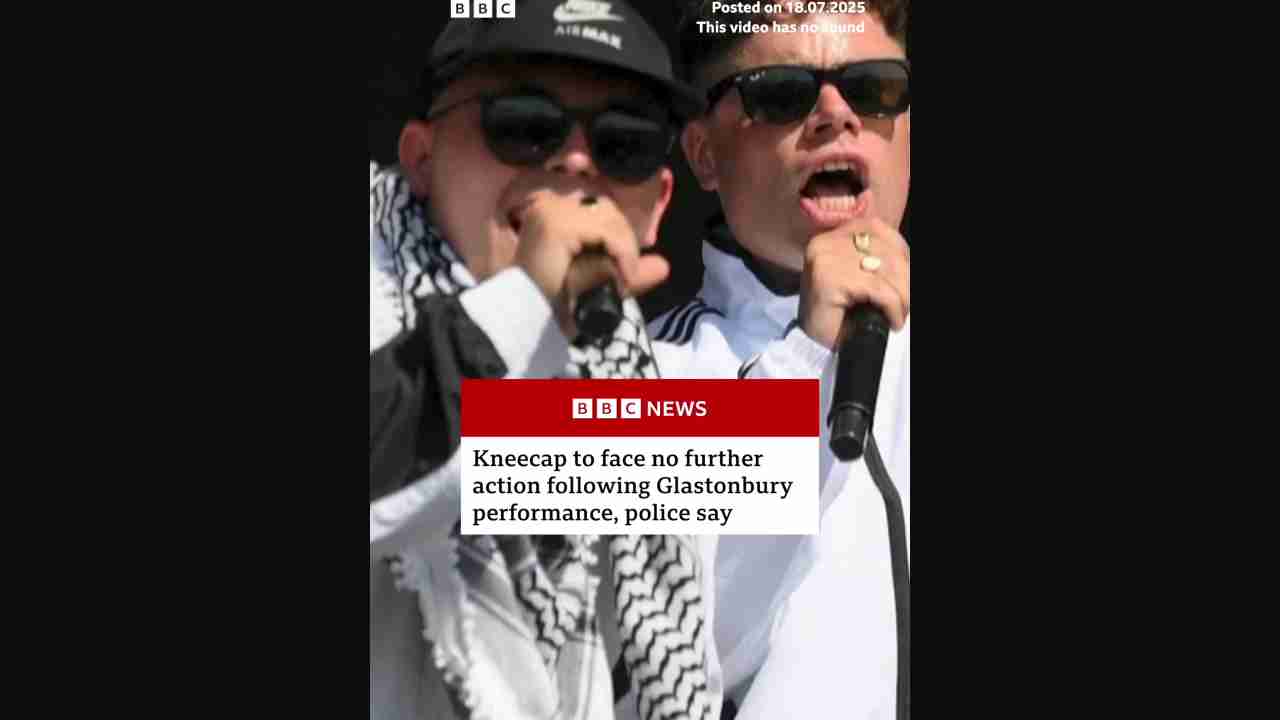 BBC
Posted on 18.07.2025
This video has no sound
AIR MAX
BBC NEWS
Kneecap to face no further
action following Glastonbury
performance, police say